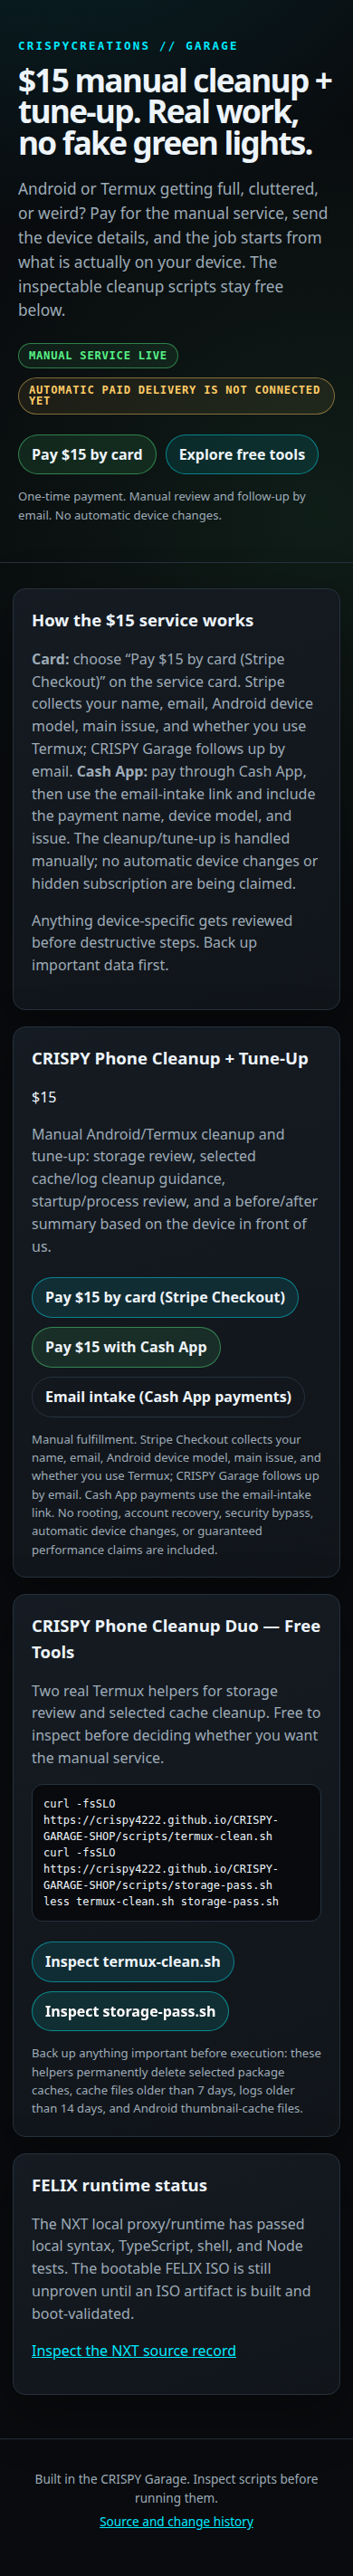 CRISPYCREATIONS // GARAGE
$15 manual cleanup +
tune-up. Real work,
no fake green lights.
Android or Termux getting full, cluttered,
or weird? Pay for the manual service, send
the device details, and the job starts from
what is actually on your device. The
inspectable cleanup scripts stay free
below.
MANUAL SERVICE LIVE
AUTOMATIC PAID DELIVERY IS NOT CONNECTED
YET
Pay $15 by card
Explore free tools
One-time payment. Manual review and follow-up by
email. No automatic device changes.
How the $15 service works
Card: choose “Pay $15 by card (Stripe
Checkout)” on the service card. Stripe
collects your name, email, Android device
model, main issue, and whether you use
Termux; CRISPY Garage follows up by
email. Cash App: pay through Cash App,
then use the email-intake link and include
the payment name, device model, and
issue. The cleanup/tune-up is handled
manually; no automatic device changes or
hidden subscription are being claimed.
Anything device-specific gets reviewed
before destructive steps. Back up
important data first.
CRISPY Phone Cleanup + Tune-Up
$15
Manual Android/Termux cleanup and
tune-up: storage review, selected
cache/log cleanup guidance,
startup/process review, and a before/after
summary based on the device in front of
us.
Pay $15 by card (Stripe Checkout)
Pay $15 with Cash App
Email intake (Cash App payments)
Manual fulfillment. Stripe Checkout collects your
name, email, Android device model, main issue, and
whether you use Termux; CRISPY Garage follows up
by email. Cash App payments use the email-intake
link. No rooting, account recovery, security bypass,
automatic device changes, or guaranteed
performance claims are included.
CRISPY Phone Cleanup Duo — Free
Tools
Two real Termux helpers for storage
review and selected cache cleanup. Free to
inspect before deciding whether you want
the manual service.
curl -fsSLO
https://crispy4222.github.io/CRISPY-
GARAGE-SHOP/scripts/termux-clean.sh
curl -fsSLO
https://crispy4222.github.io/CRISPY-
GARAGE-SHOP/scripts/storage-pass.sh
less termux-clean.sh storage-pass.sh
Inspect termux-clean.sh
Inspect storage-pass.sh
Back up anything important before execution: these
helpers permanently delete selected package
caches, cache files older than 7 days, logs older
than 14 days, and Android thumbnail-cache files.
FELIX runtime status
The NXT local proxy/runtime has passed
local syntax, TypeScript, shell, and Node
tests. The bootable FELIX ISO is still
unproven until an ISO artifact is built and
boot-validated.
Inspect the NXT source record
Built in the CRISPY Garage. Inspect scripts before
running them.
Source and change history